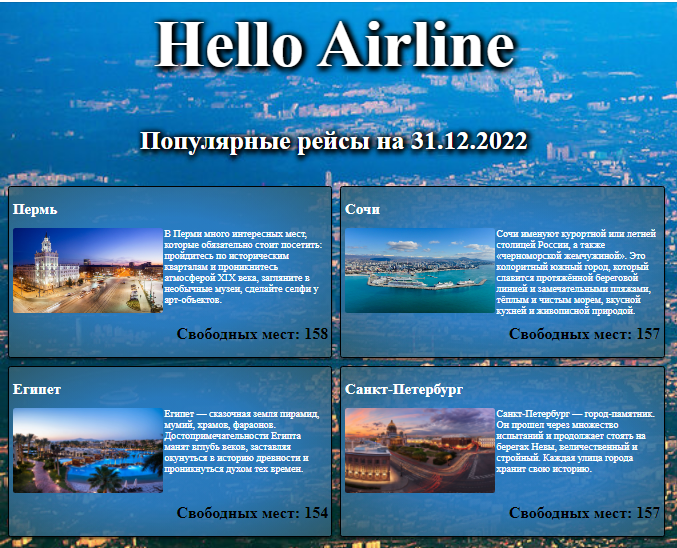 Hello Airline
Популярные рейсы на 31.12.2022
Пермь
В Перми много интересных мест,
которые обязательно стоит посетить:
пройдитесь по историческим
кварталам и проникнитесь
атмосферой XIX века, загляните в
необычные музеи, сделайте селфи у
арт-объектов.
Свободных мест: 158
Сочи
Сочи именуют курортной или летней
столицей России, а также
«черноморской жемчужиной». Это
колоритный южный город, который
славится протяжённой береговой
линией и замечательными пляжами,
тёплым и чистым морем, вкусной
кухней и живописной природой.
Свободных мест: 157
Египет
Египет — сказочная земля пирамид,
мумий, храмов, фараонов.
Достопримечательности Египта
манят вглубь веков, заставляя
окунуться в историю древности и
проникнуться духом тех времен.
Свободных мест: 154
Санкт-Петербург
Санкт-Петербург — город-памятник.
Он прошел через множество
испытаний и продолжает стоять на
берегах Невы, величественный и
стройный. Каждая улица города
хранит свою историю.
Свободных мест: 157